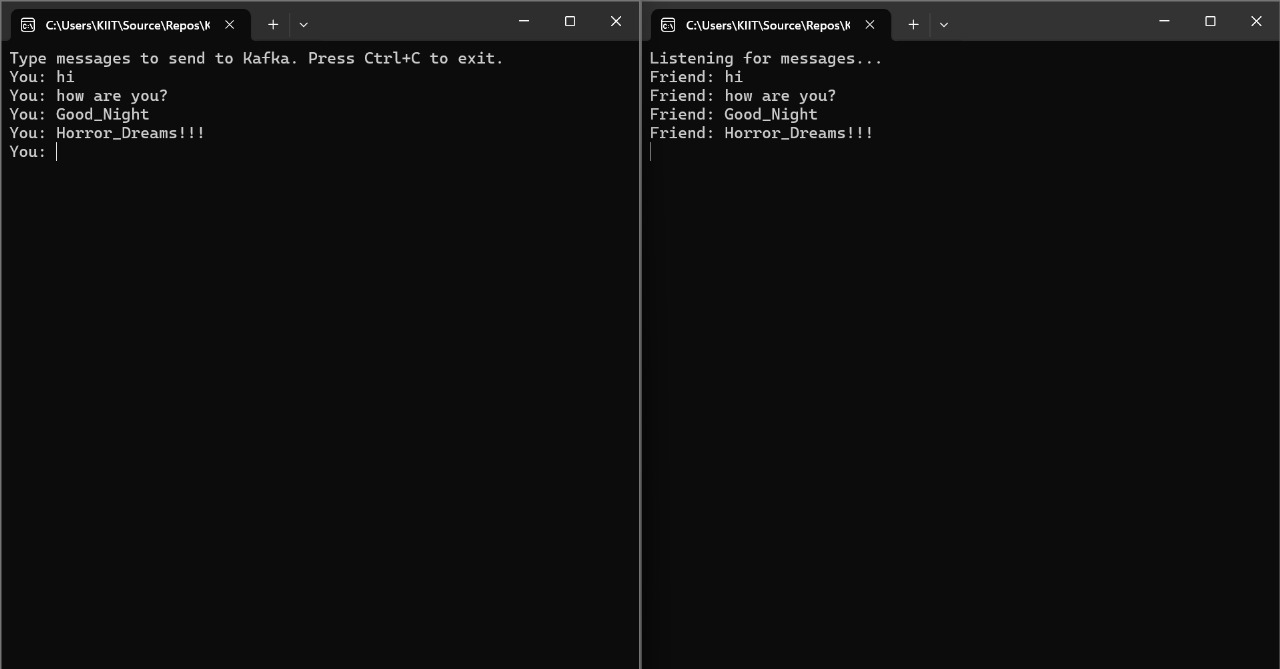 C:\Users\KIIT\Source\Repos\K
Type messages to send to Kafka. Press Ctrl+C to exit.
You: hi
You: how are you?
You: Good_Night
You: Horror_Dreams!!!
You:
C:\Users\KIIT\Source\Repos\K
Listening for messages...
Friend: hi
Friend: how are you?
Friend: Good_Night
Friend: Horror_Dreams!!!